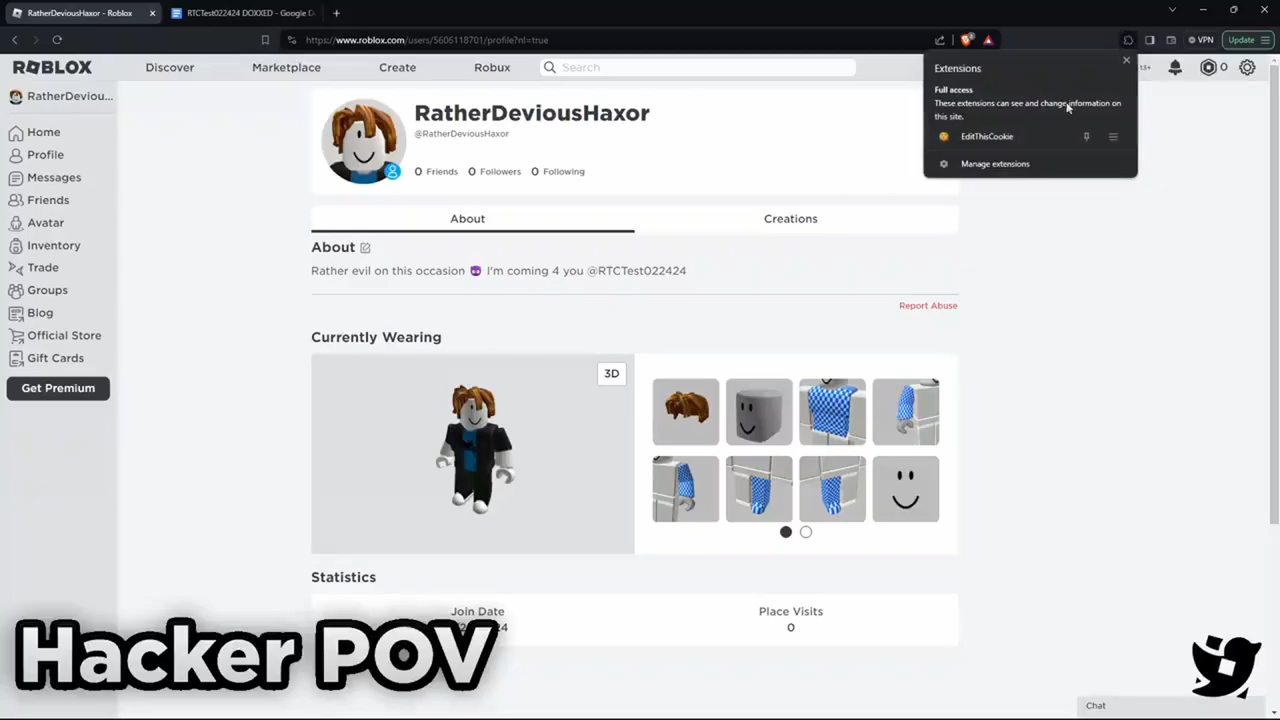 RatherDeviousHaxor - Roblox
RTCTest022424 DOXXED - Google D
https://www.roblox.com/users/5606118701/profile?nl=true
VPN
Update
ROBLOX
Discover
Marketplace
Create
Robux
Search
13+
0
Extensions
Full access
These extensions can see and change information on
this site.
EditThisCookie
Manage extensions
RatherDeviou...
Home
Profile
Messages
Friends
Avatar
Inventory
Trade
Groups
Blog
Official Store
Gift Cards
Get Premium
RatherDeviousHaxor
@RatherDeviousHaxor
0 Friends 0 Followers 0 Following
About
Creations
About
Rather evil on this occasion 😈 I'm coming 4 you @RTCTest022424
Report Abuse
Currently Wearing
3D
Statistics
Join Date
Place Visits
0
Hacker POV
Chat